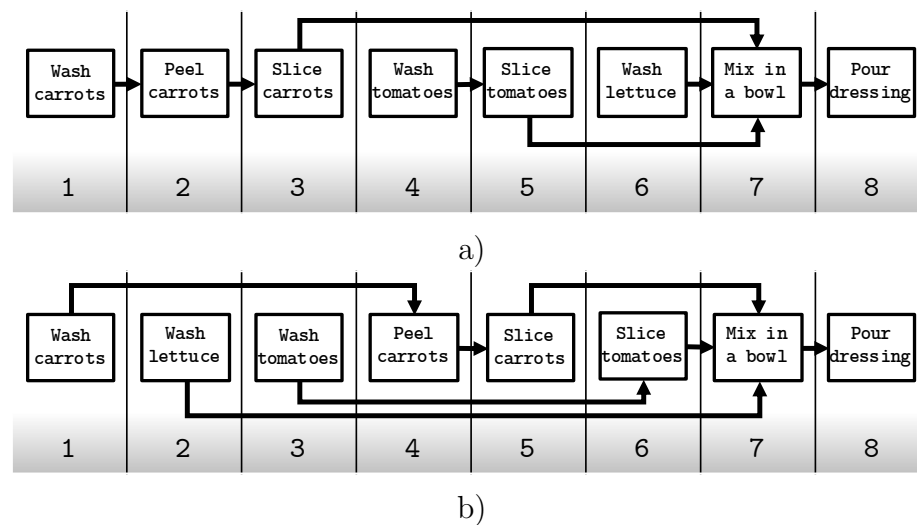 Wash
carrots
Peel
carrots
Slice
carrots
Wash
tomatoes
Slice
tomatoes
Wash
lettuce
Mix in
a bowl
Pour
dressing
1 2 3 4 5 6 7 8
a)
Wash
carrots
Wash
lettuce
Wash
tomatoes
Peel
carrots
Slice
carrots
Slice
tomatoes
Mix in
a bowl
Pour
dressing
1 2 3 4 5 6 7 8
b)